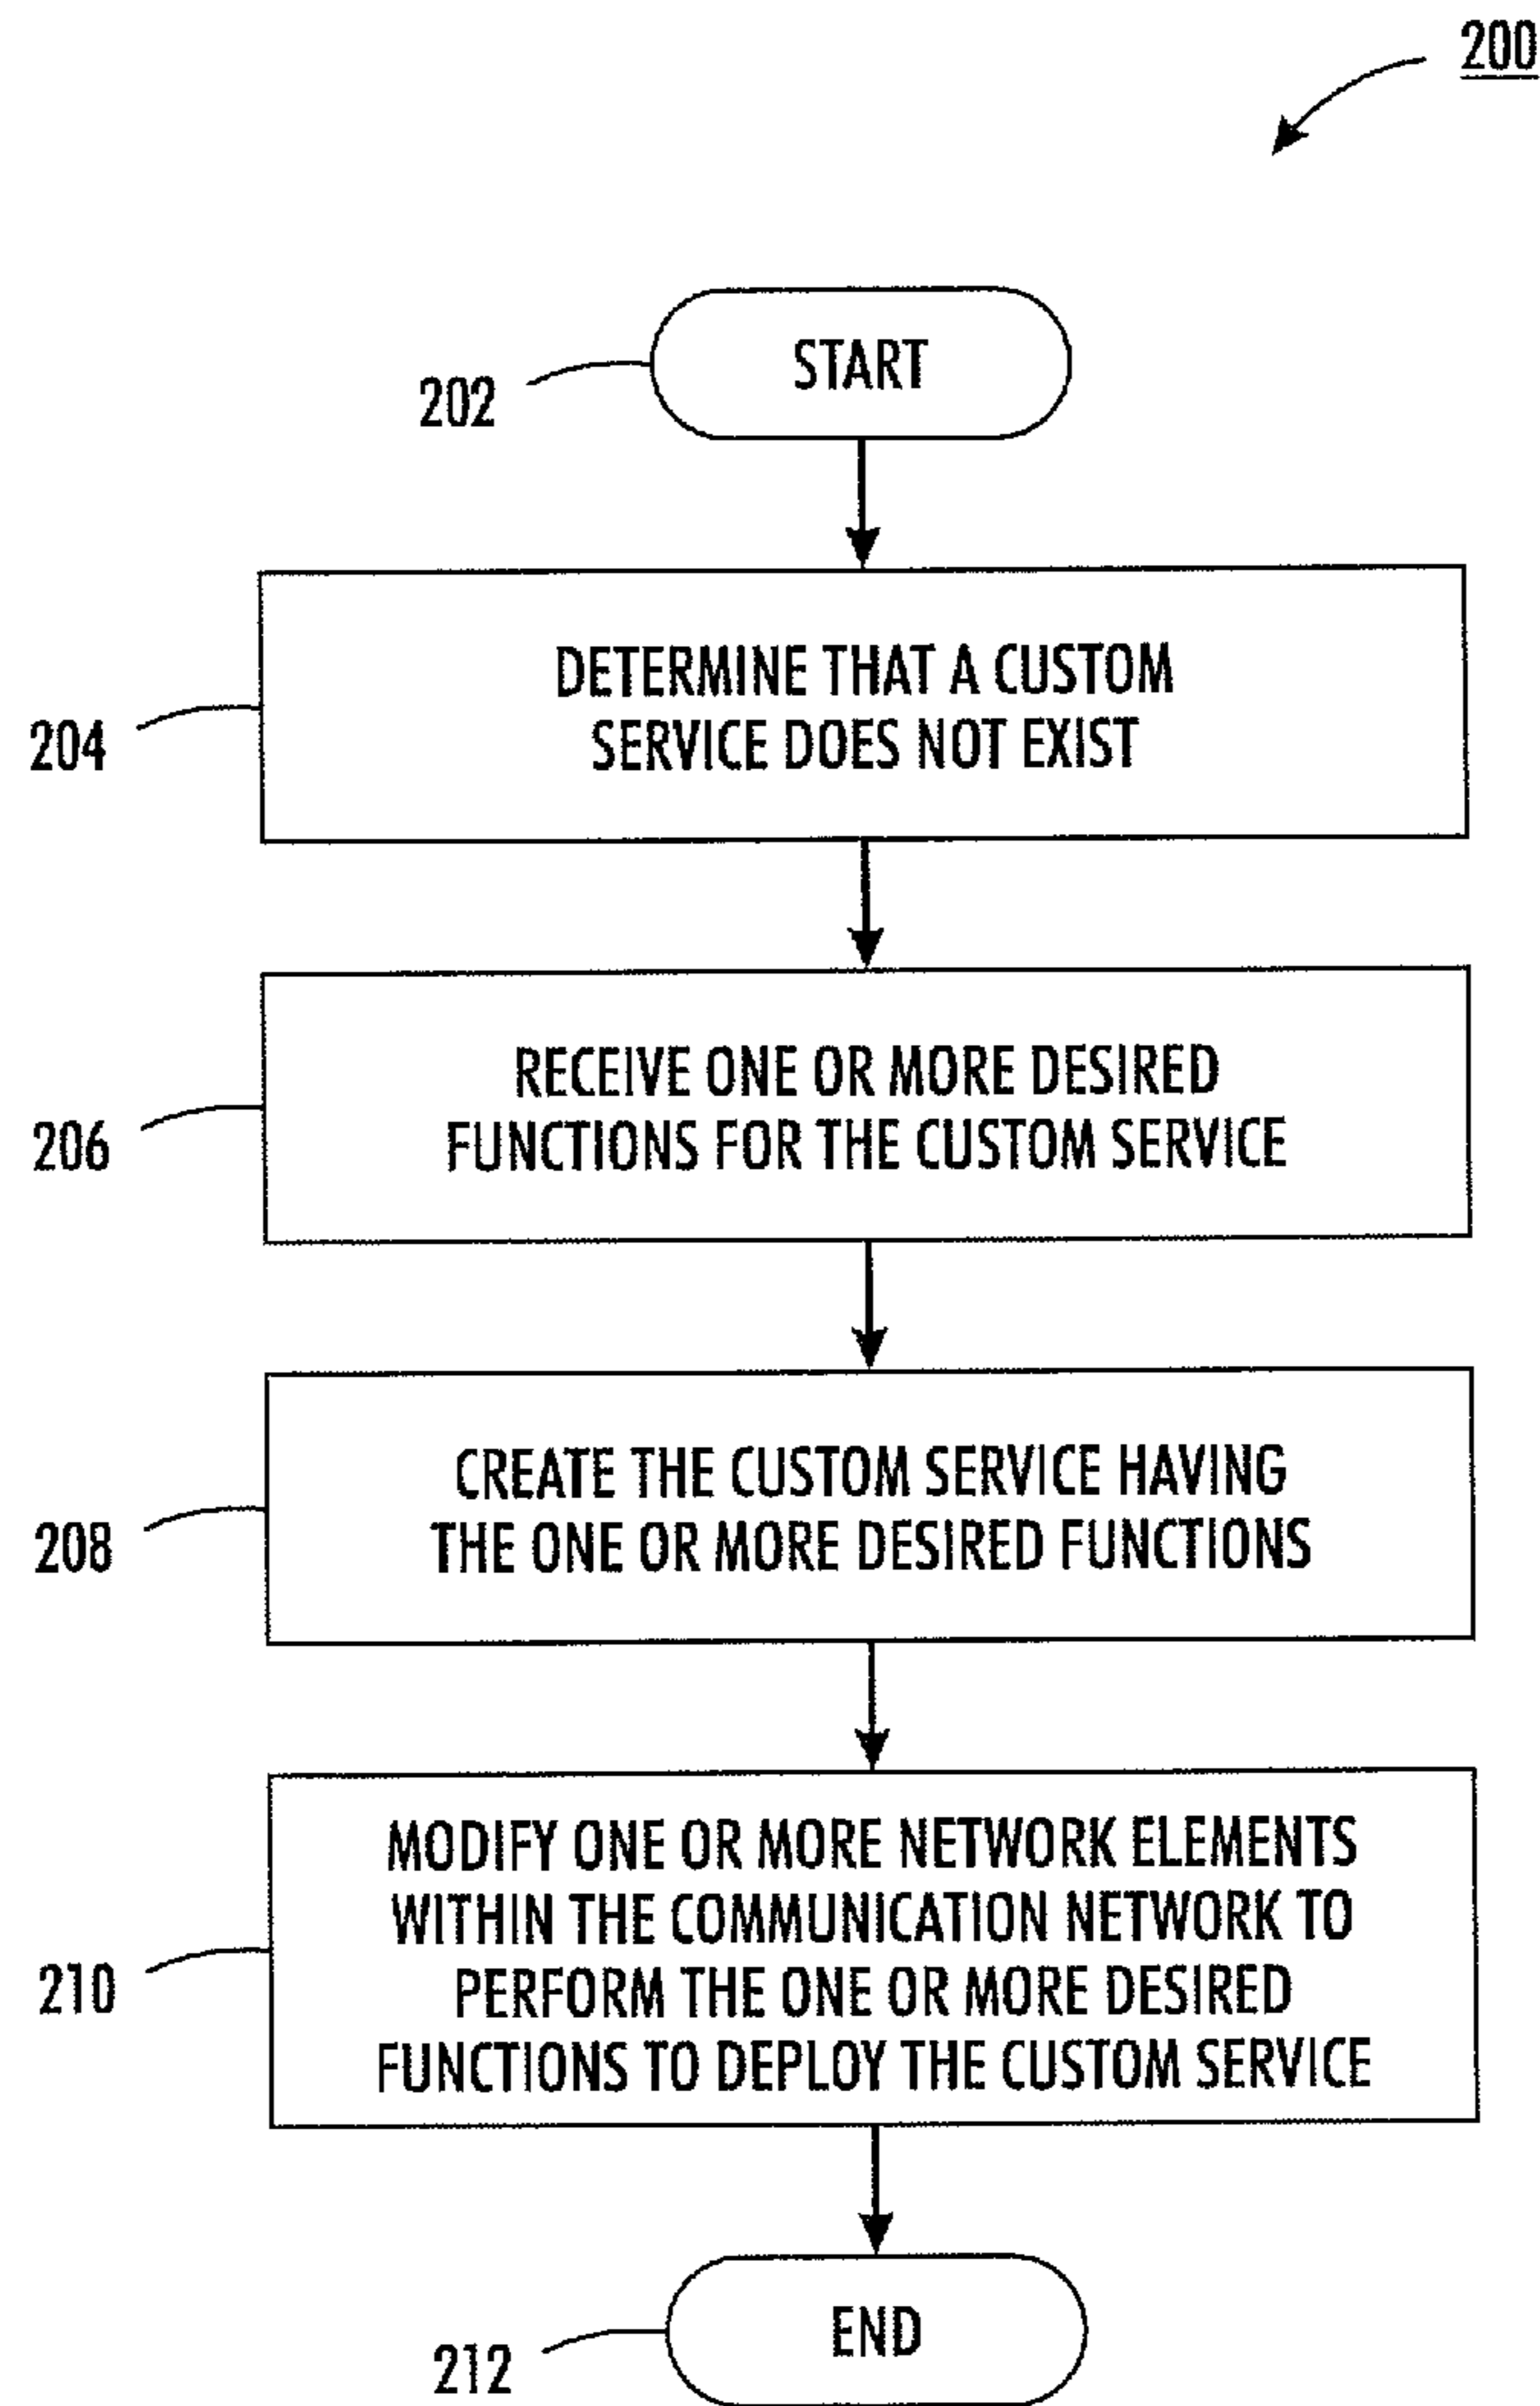 200
START
202
DETERMINE THAT A CUSTOM
SERVICE DOES NOT EXIST
204
RECEIVE ONE OR MORE DESIRED
FUNCTIONS FOR THE CUSTOM SERVICE
206
CREATE THE CUSTOM SERVICE HAVING
THE ONE OR MORE DESIRED FUNCTIONS
208
MODIFY ONE OR MORE NETWORK ELEMENTS
WITHIN THE COMMUNICATION NETWORK TO
PERFORM THE ONE OR MORE DESIRED
FUNCTIONS TO DEPLOY THE CUSTOM SERVICE
210
END
212